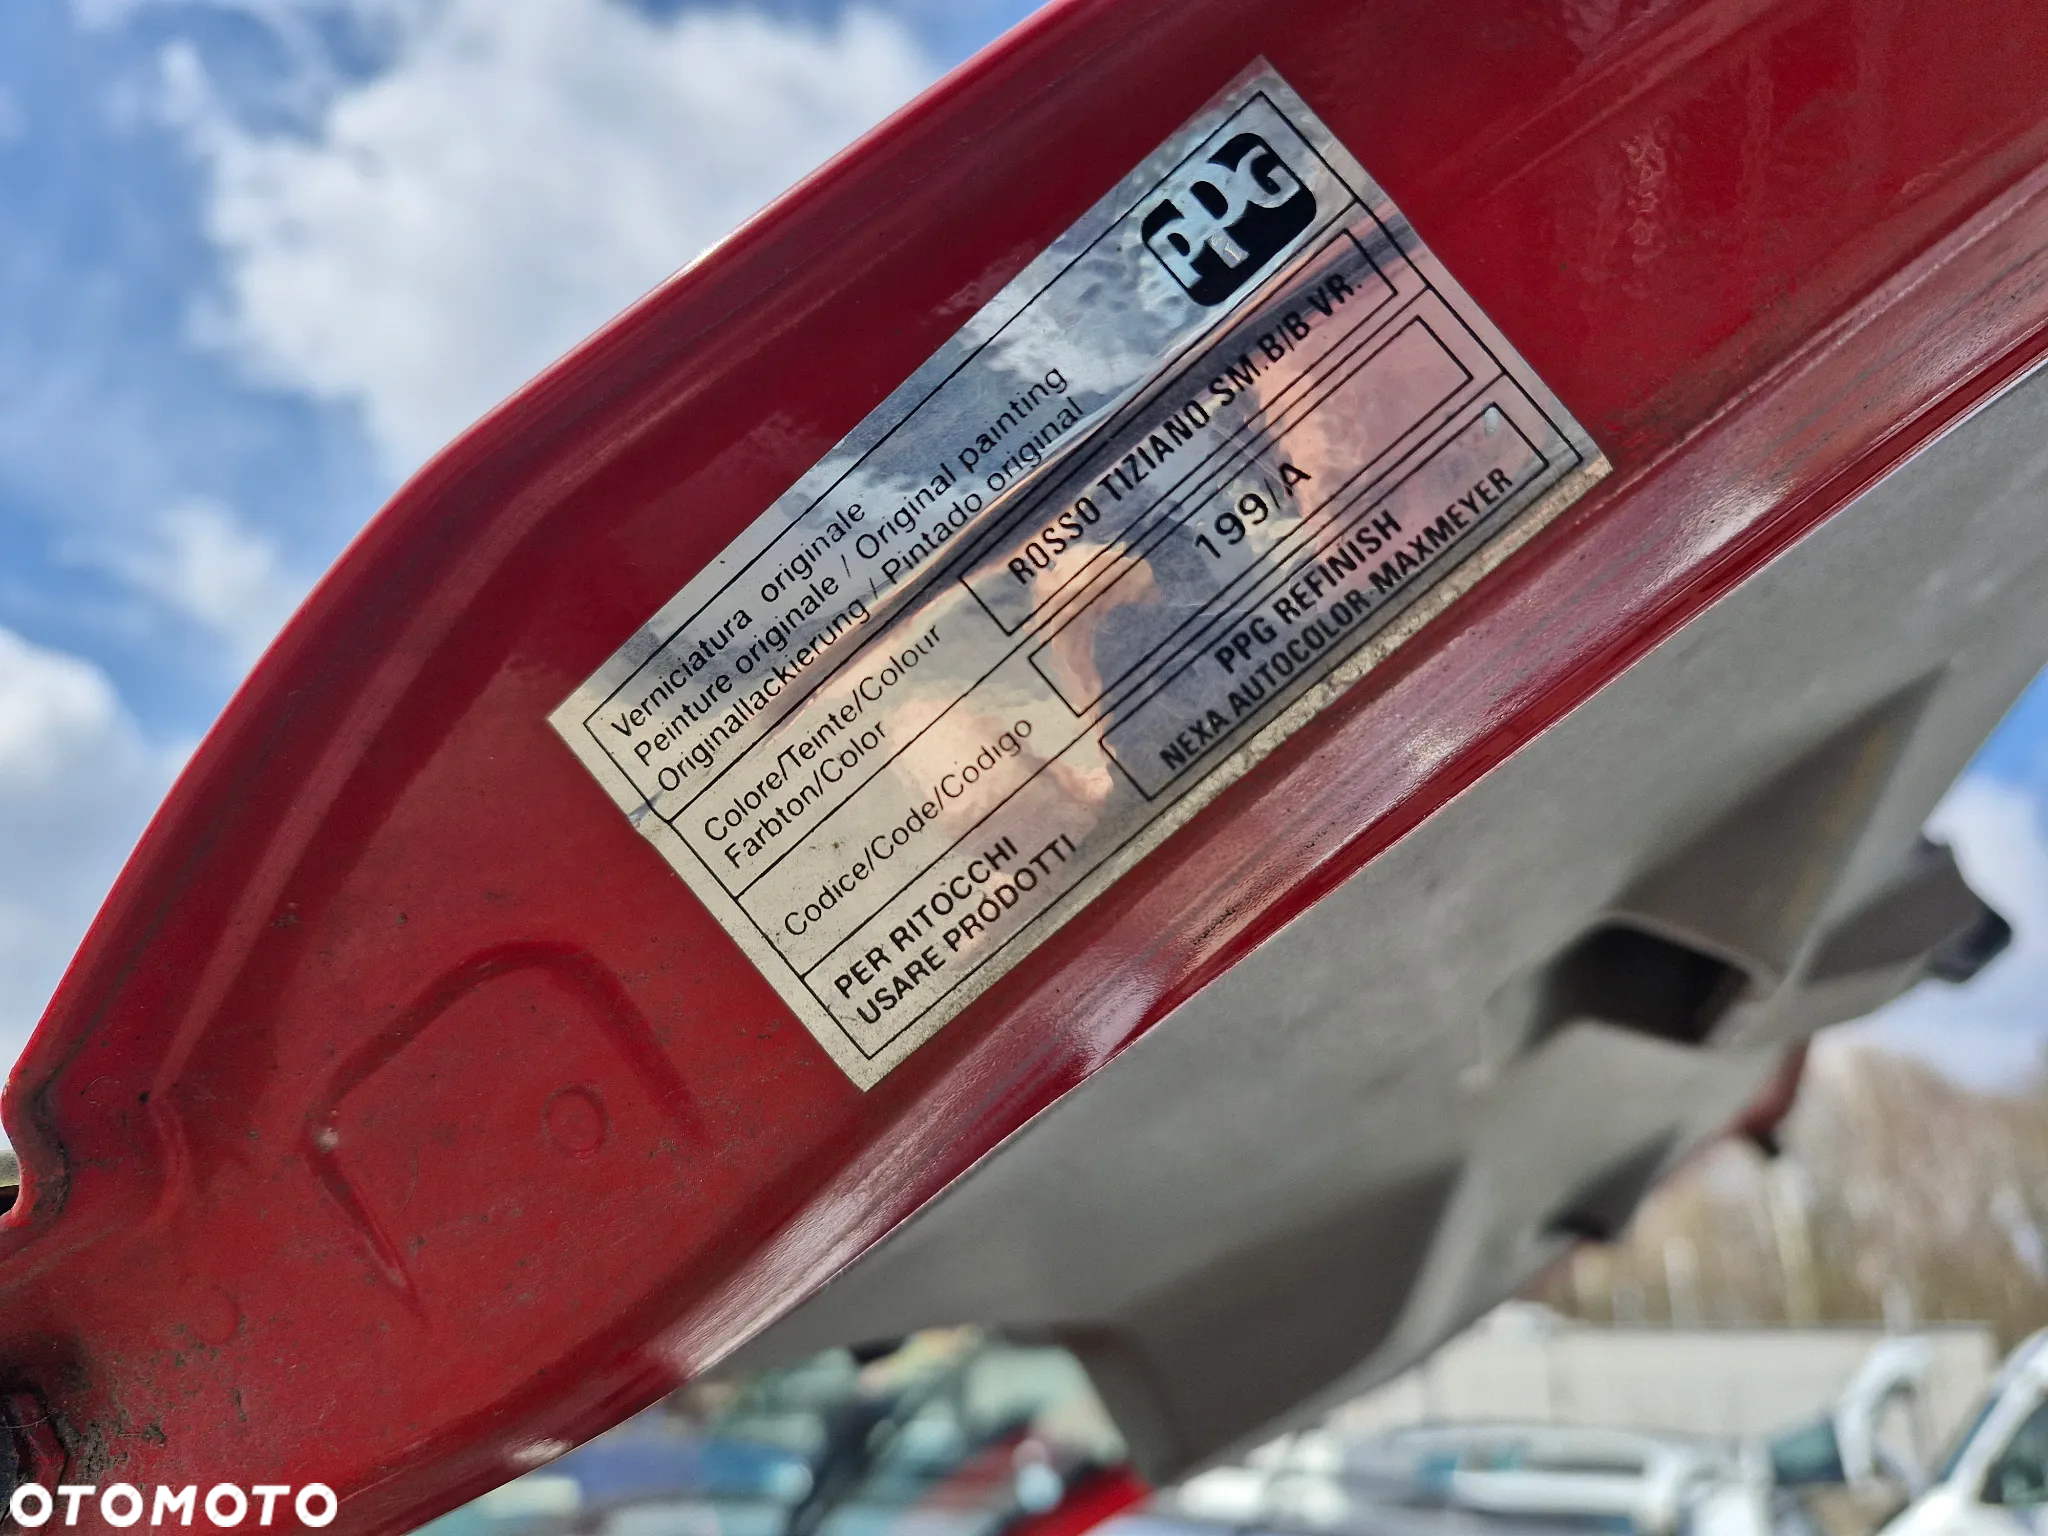 PPG
Verniciatura originale
Peinture originale / Original painting
Originallackierung / Pintado original
Colore/Teinte/Colour
Farbton/Color
ROSSO TIZIANO SM.B/B VR.
Codice/Code/Codigo
199/A
PER RITOCCHI
USARE PRODOTTI
PPG REFINISH
NEXA AUTOCOLOR-MAXMEYER
OTOMOTO